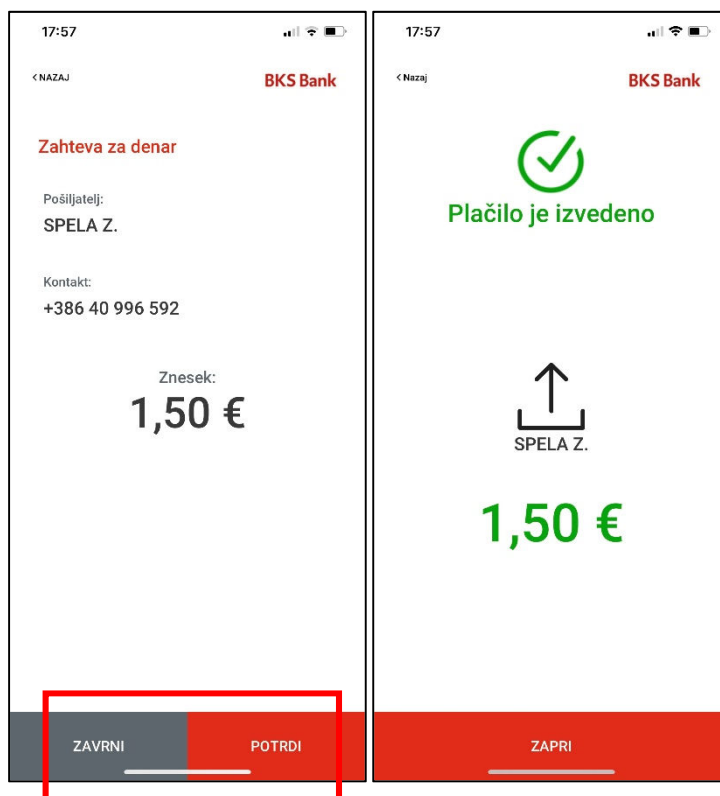 17:57
< NAZAJ
BKS Bank
Zahteva za denar
Pošiljatelj:
SPELA Z.
Kontakt:
+386 40 996 592
Znesek:
1,50 €
ZAVRNI
POTRDI
17:57
< Nazaj
BKS Bank
Plačilo je izvedeno
SPELA Z.
1,50 €
ZAPRI